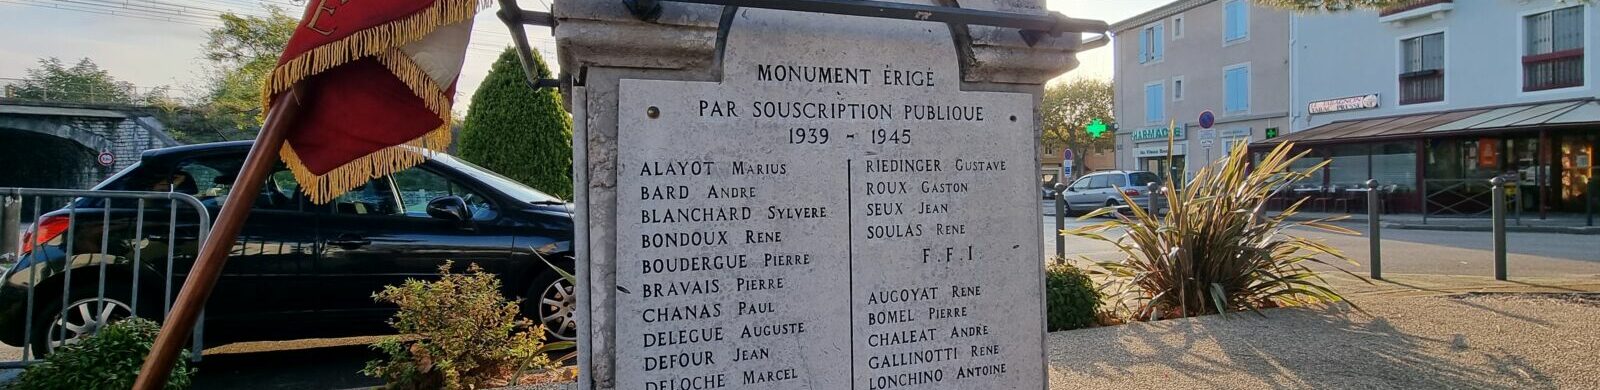 MONUMENT ÉRIGÉ
PAR SOUSCRIPTION PUBLIQUE
1939 - 1945
ALAYOT MARIUS
BARD ANDRE
BLANCHARD SYLVERE
BONDOUX RENE
BOUDERGUE PIERRE
BRAVAIS PIERRE
CHANAS PAUL
DELEGUE AUGUSTE
DEFOUR JEAN
DELOCHE MARCEL
RIEDINGER GUSTAVE
ROUX GASTON
SEUX JEAN
SOULAS RENE
F.F.I.
AUGOYAT RENE
BOMEL PIERRE
CHALEAT ANDRE
GALLINOTTI RENE
LONCHINO ANTOINE
PHARMACIE